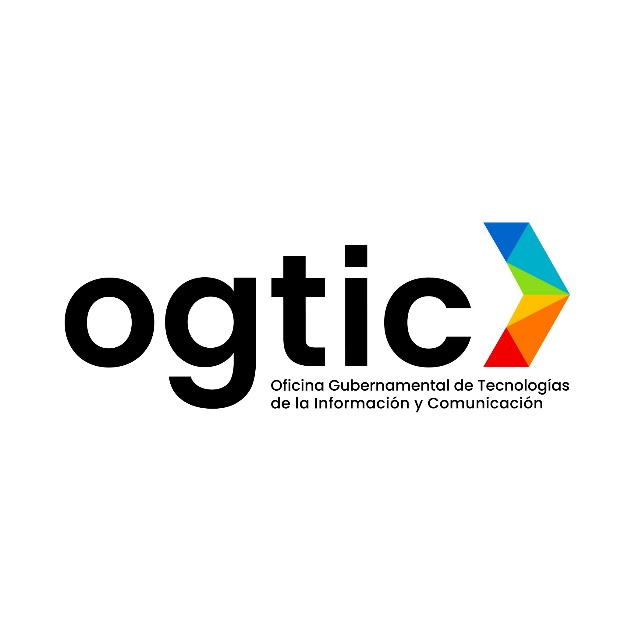 ogtic
Oficina Gubernamental de Tecnologías
de la Información y Comunicación